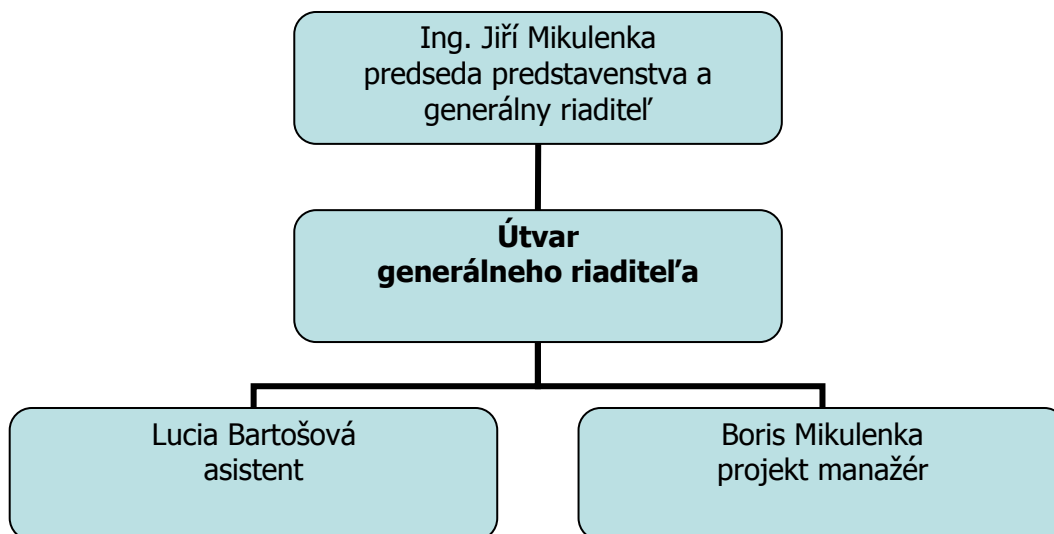 Ing. Jiří Mikulenka
predseda predstavenstva a
generálny riaditeľ
Útvar
generálneho riaditeľa
Lucia Bartošová
asistent
Boris Mikulenka
projekt manažér